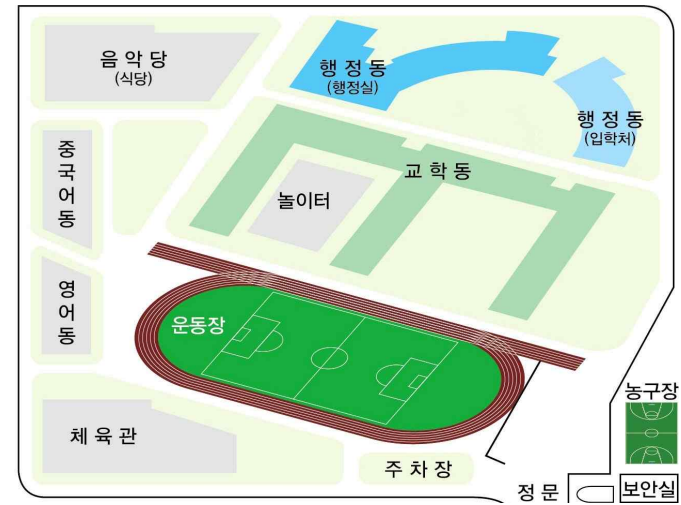 음악당
(식당)
행정동
(행정실)
행정동
(입학처)
중국어동
교학동
놀이터
영어동
운동장
농구장
체육관
주차장
정문
보안실